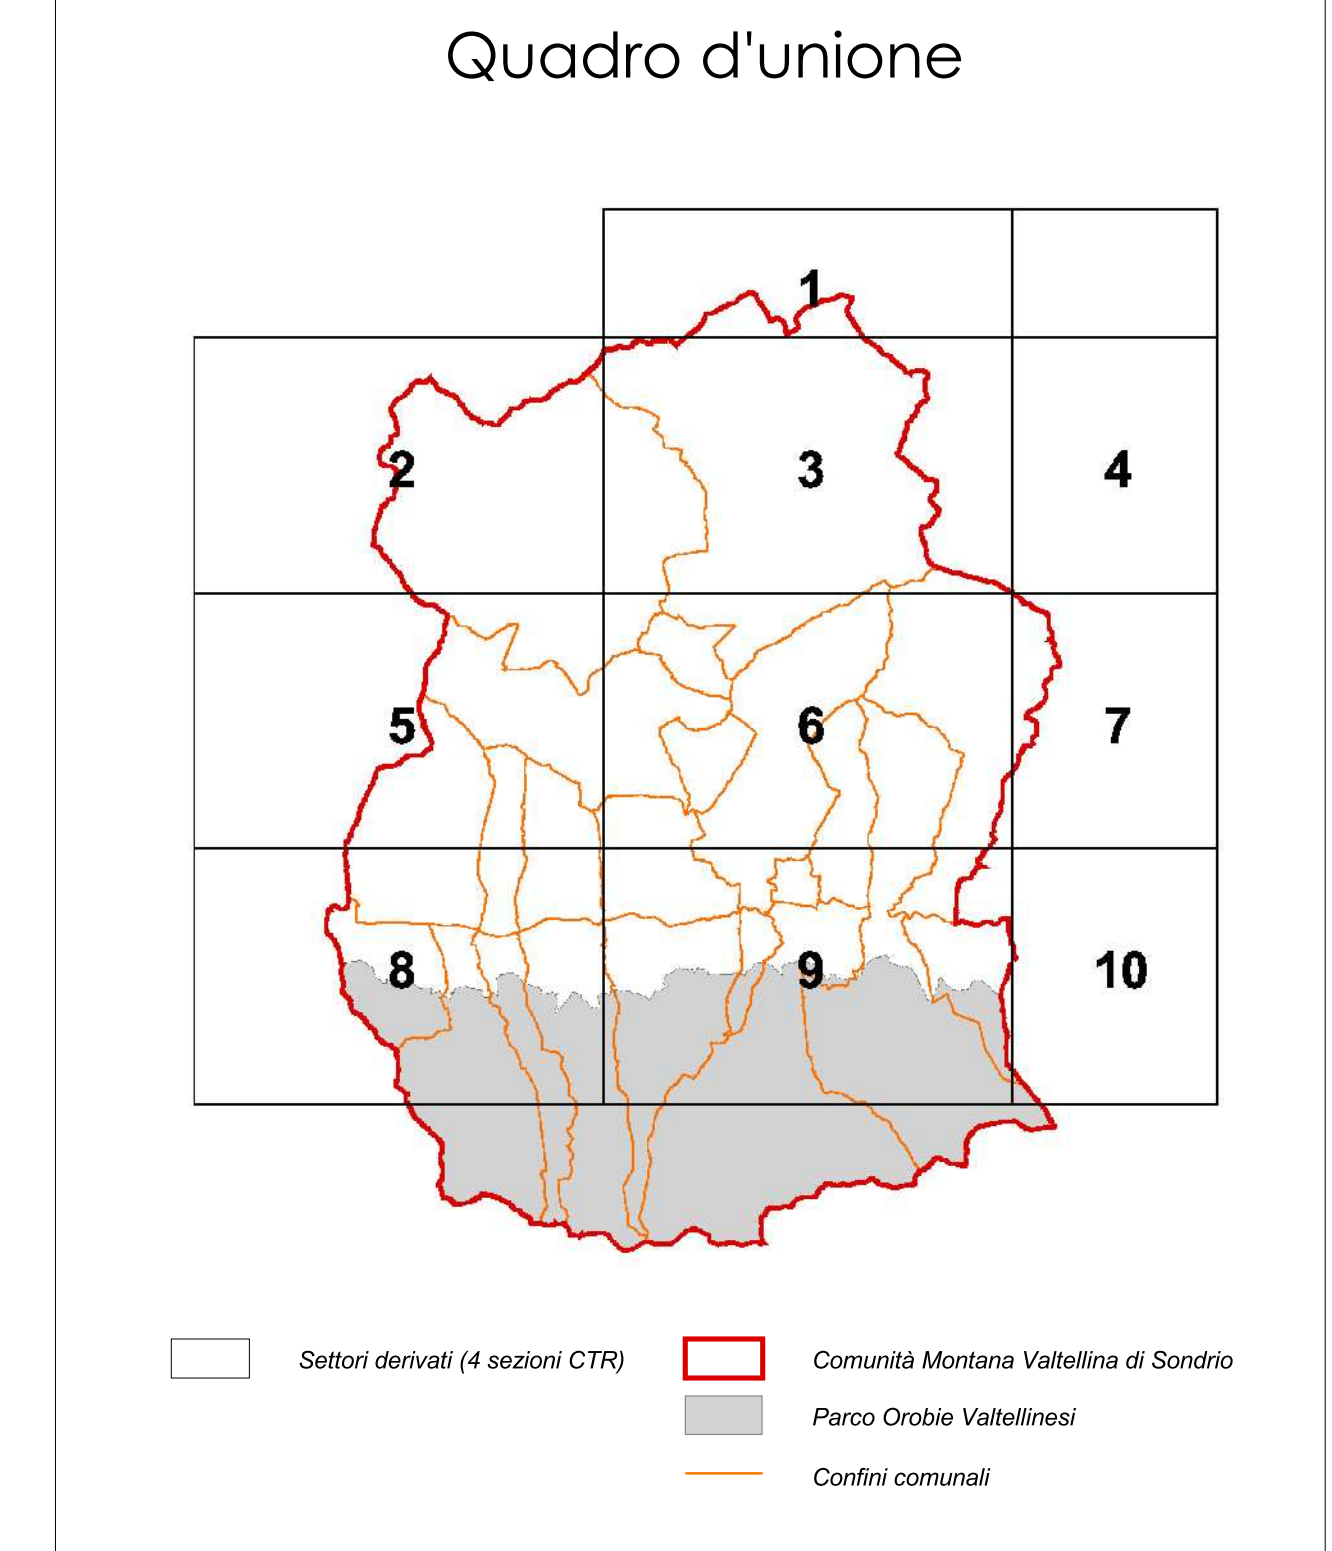 Quadro d'unione
1
2
3
4
5
6
7
8
9
10
Settori derivati (4 sezioni CTR)
Comunità Montana Valtellina di Sondrio
Parco Orobie Valtellinesi
Confini comunali